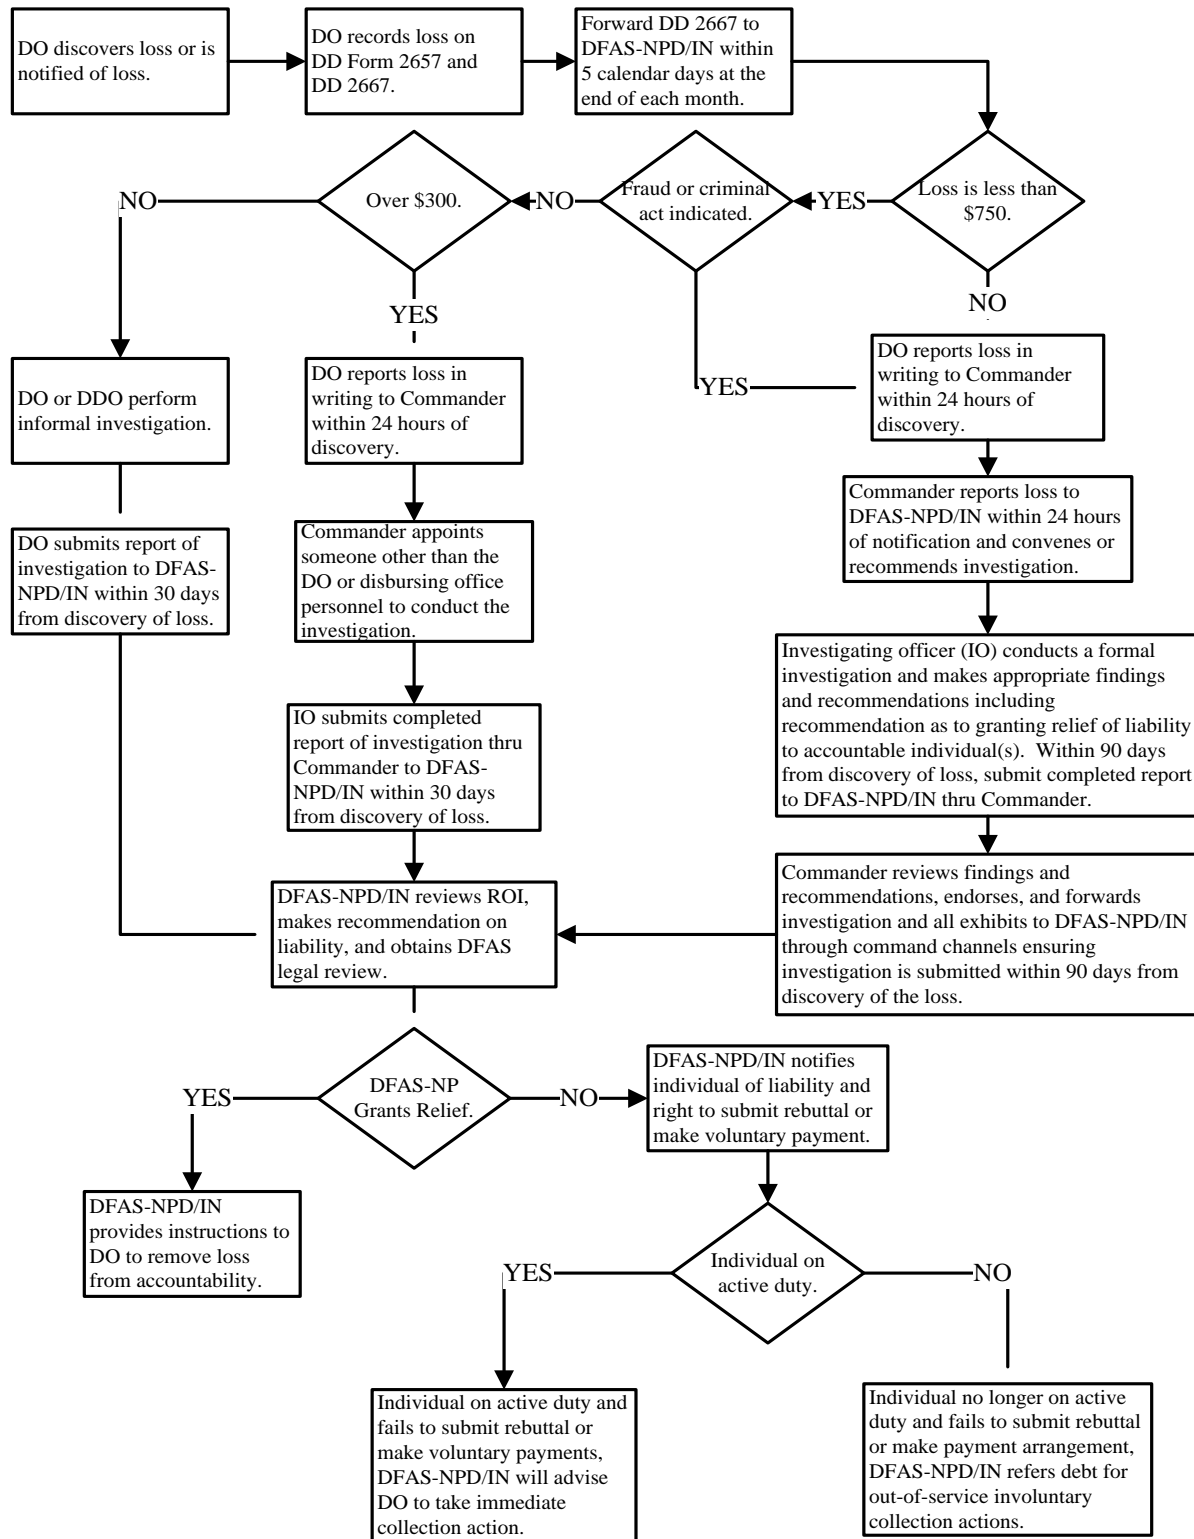 DO discovers loss or is
notified of loss.
DO records loss on
DD Form 2657 and
DD 2667.
Forward DD 2667 to
DFAS-NPD/IN within
5 calendar days at the
end of each month.
Loss is less than
$750.
YES
Fraud or criminal
act indicated.
NO
Over $300.
NO
YES
YES
NO
DO or DDO perform
informal investigation.
DO reports loss in
writing to Commander
within 24 hours of
discovery.
DO reports loss in
writing to Commander
within 24 hours of
discovery.
DO submits report of
investigation to DFAS-
NPD/IN within 30 days
from discovery of loss.
Commander appoints
someone other than the
DO or disbursing office
personnel to conduct the
investigation.
Commander reports loss to
DFAS-NPD/IN within 24 hours
of notification and convenes or
recommends investigation.
IO submits completed
report of investigation thru
Commander to DFAS-
NPD/IN within 30 days
from discovery of loss.
Investigating officer (IO) conducts a formal
investigation and makes appropriate findings
and recommendations including
recommendation as to granting relief of liability
to accountable individual(s).  Within 90 days
from discovery of loss, submit completed report
to DFAS-NPD/IN thru Commander.
DFAS-NPD/IN reviews ROI,
makes recommendation on
liability, and obtains DFAS
legal review.
Commander reviews findings and
recommendations, endorses, and forwards
investigation and all exhibits to DFAS-NPD/IN
through command channels ensuring
investigation is submitted within 90 days from
discovery of the loss.
DFAS-NP
Grants Relief.
YES
NO
DFAS-NPD/IN notifies
individual of liability and
right to submit rebuttal or
make voluntary payment.
DFAS-NPD/IN
provides instructions to
DO to remove loss
from accountability.
Individual on
active duty.
YES
NO
Individual on active duty and
fails to submit rebuttal or
make voluntary payments,
DFAS-NPD/IN will advise
DO to take immediate
collection action.
Individual no longer on active
duty and fails to submit rebuttal
or make payment arrangement,
DFAS-NPD/IN refers debt for
out-of-service involuntary
collection actions.